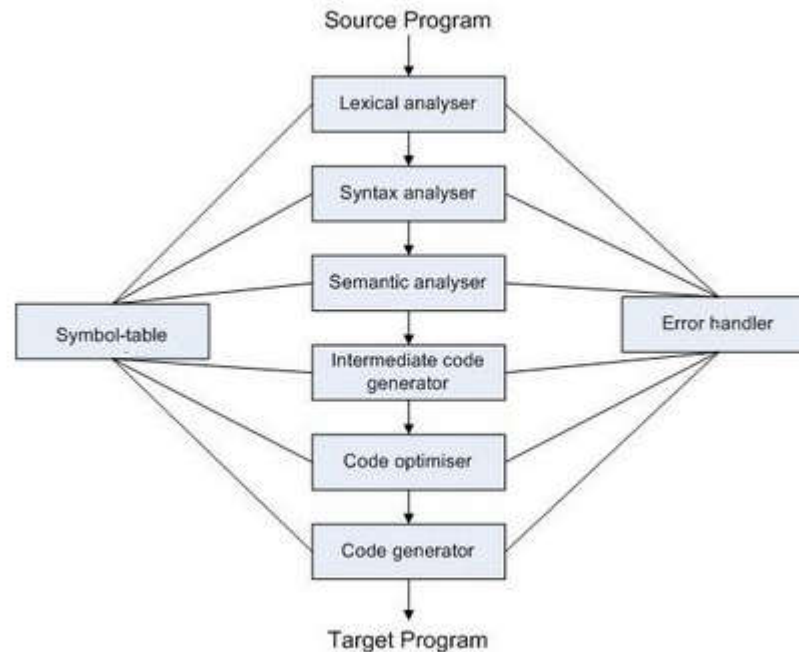 Source Program
Lexical analyser
Syntax analyser
Semantic analyser
Symbol-table
Error handler
Intermediate code
generator
Code optimiser
Code generator
Target Program